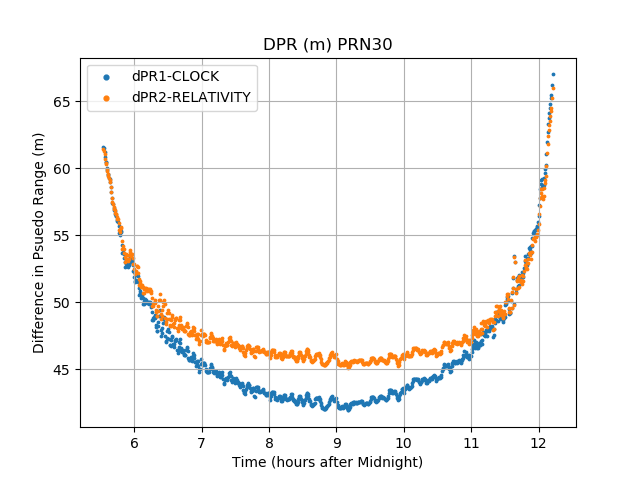 DPR (m) PRN30
dPR1-CLOCK
dPR2-RELATIVITY
65
60
55
50
45
Difference in Psuedo Range (m)
6 7 8 9 10 11 12
Time (hours after Midnight)